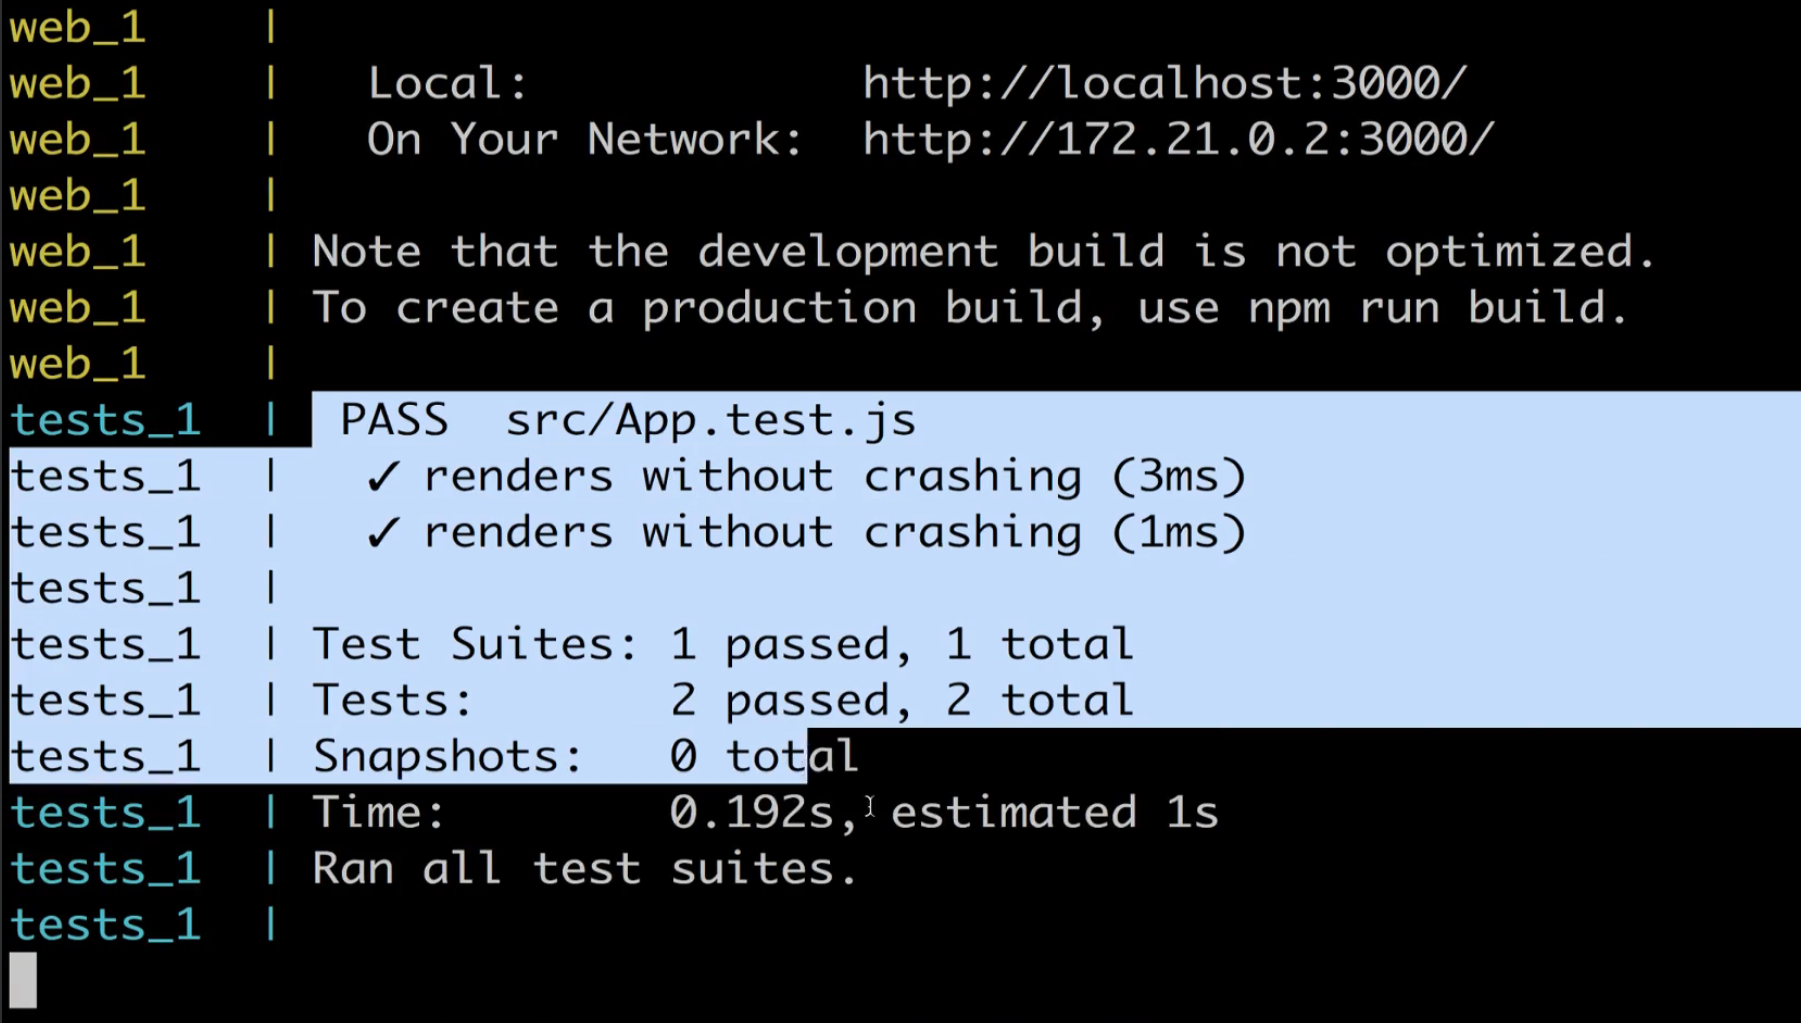 web_1     |
web_1     |   Local:            http://localhost:3000/
web_1     |   On Your Network:  http://172.21.0.2:3000/
web_1     |
web_1     | Note that the development build is not optimized.
web_1     | To create a production build, use npm run build.
web_1     |
tests_1   |  PASS  src/App.test.js
tests_1   |   ✓ renders without crashing (3ms)
tests_1   |   ✓ renders without crashing (1ms)
tests_1   |
tests_1   | Test Suites: 1 passed, 1 total
tests_1   | Tests:       2 passed, 2 total
tests_1   | Snapshots:   0 total
tests_1   | Time:        0.192s, estimated 1s
tests_1   | Ran all test suites.
tests_1   |